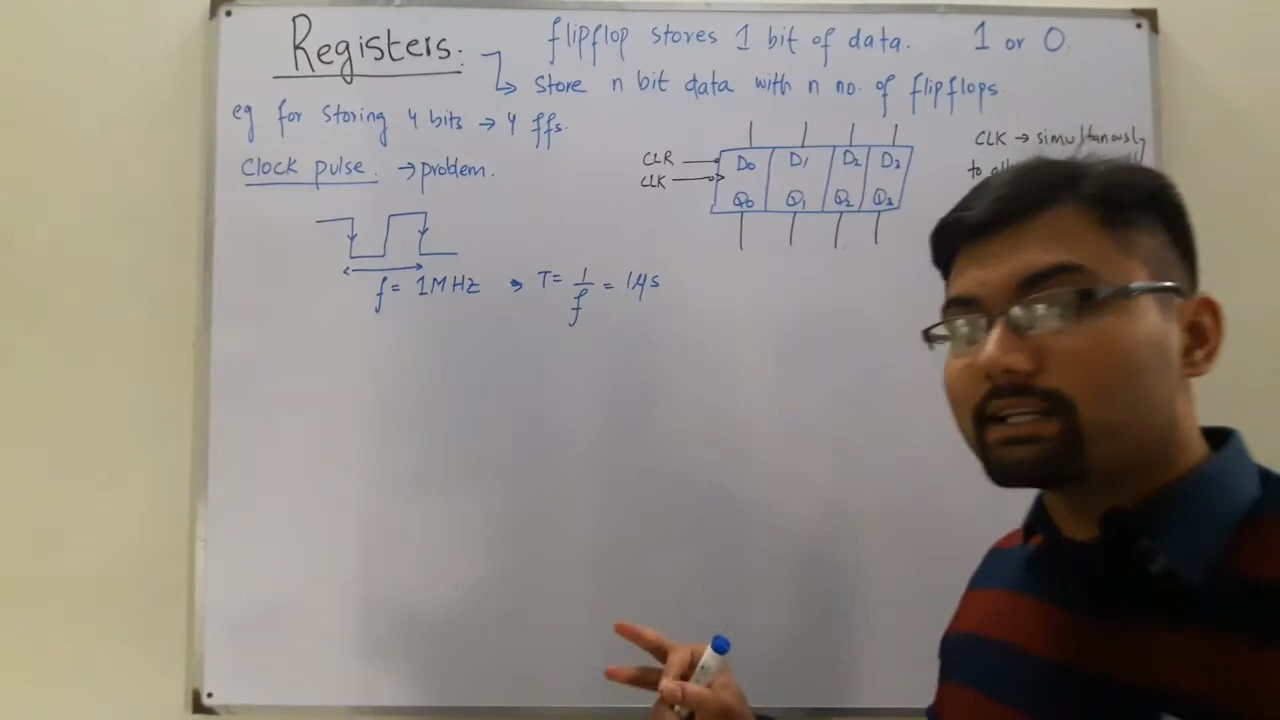 Registers.
flipflop stores 1 bit of data. 1 or 0.
↳ store n bit data with n no. of flipflops.
eg for storing 4 bits → 4 ffs.
Clock pulse. → problem.
CLR
CLK
D0 D1 D2 D3
Q0 Q1 Q2 Q3
CLK → simultanously
to
f = 1MHz → T = 1/f = 1μs